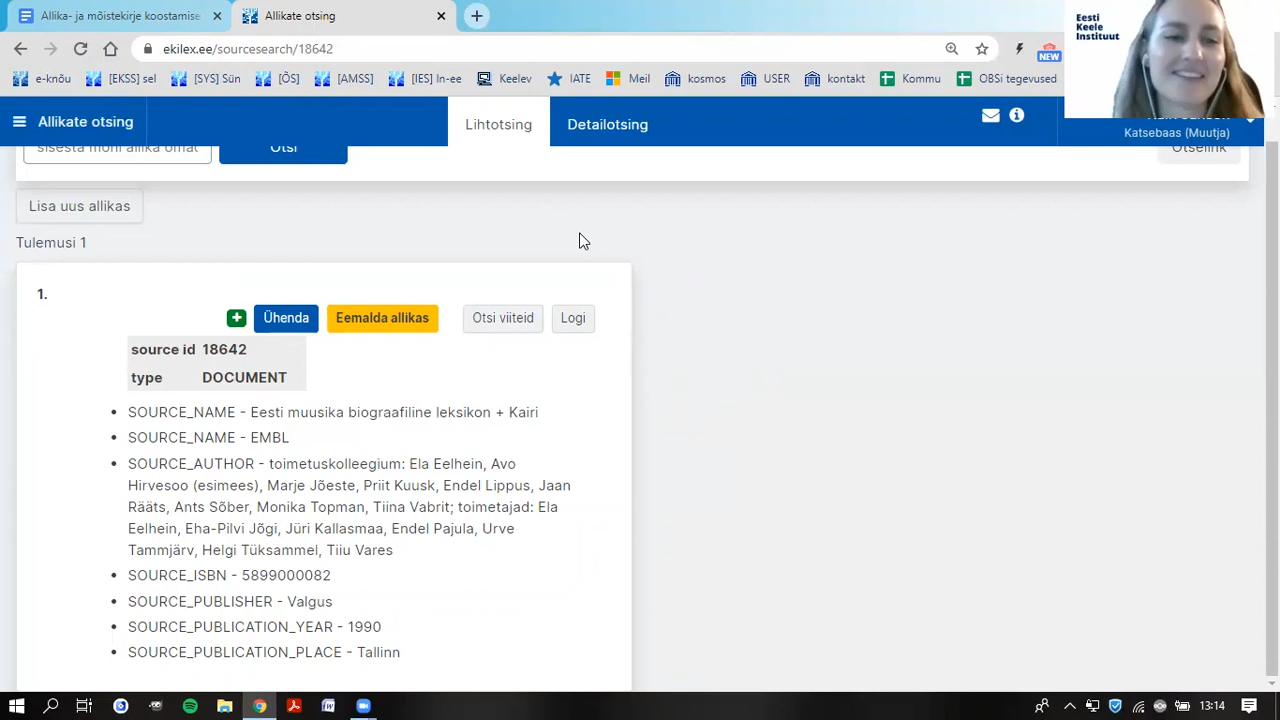 Allika- ja mõistekirje koostamise
Allikate otsing
ekilex.ee/sourcesearch/18642
NEW
e-knõu
[EKSS] sel
[SYS] Sün
[ÕS]
[AMSS]
[IES] In-ee
Keelev
IATE
Meil
kosmos
USER
kontakt
Kommu
OBSi tegevused
Eesti
Keele
Instituut
Allikate otsing
Lihtotsing
Detailotsing
Katsebaas (Muutja)
sisesta mõni allika omat
Otsi
Otselink
Lisa uus allikas
Tulemusi 1
1.
Ühenda
Eemalda allikas
Otsi viiteid
Logi
source id 18642
type DOCUMENT
• SOURCE_NAME - Eesti muusika biograafiline leksikon + Kairi
• SOURCE_NAME - EMBL
• SOURCE_AUTHOR - toimetuskolleegium: Ela Eelhein, Avo
Hirvesoo (esimees), Marje Jõeste, Priit Kuusk, Endel Lippus, Jaan
Rääts, Ants Sõber, Monika Topman, Tiina Vabrit; toimetajad: Ela
Eelhein, Eha-Pilvi Jõgi, Jüri Kallasmaa, Endel Pajula, Urve
Tammjärv, Helgi Tüksammel, Tiiu Vares
• SOURCE_ISBN - 5899000082
• SOURCE_PUBLISHER - Valgus
• SOURCE_PUBLICATION_YEAR - 1990
• SOURCE_PUBLICATION_PLACE - Tallinn
13:14